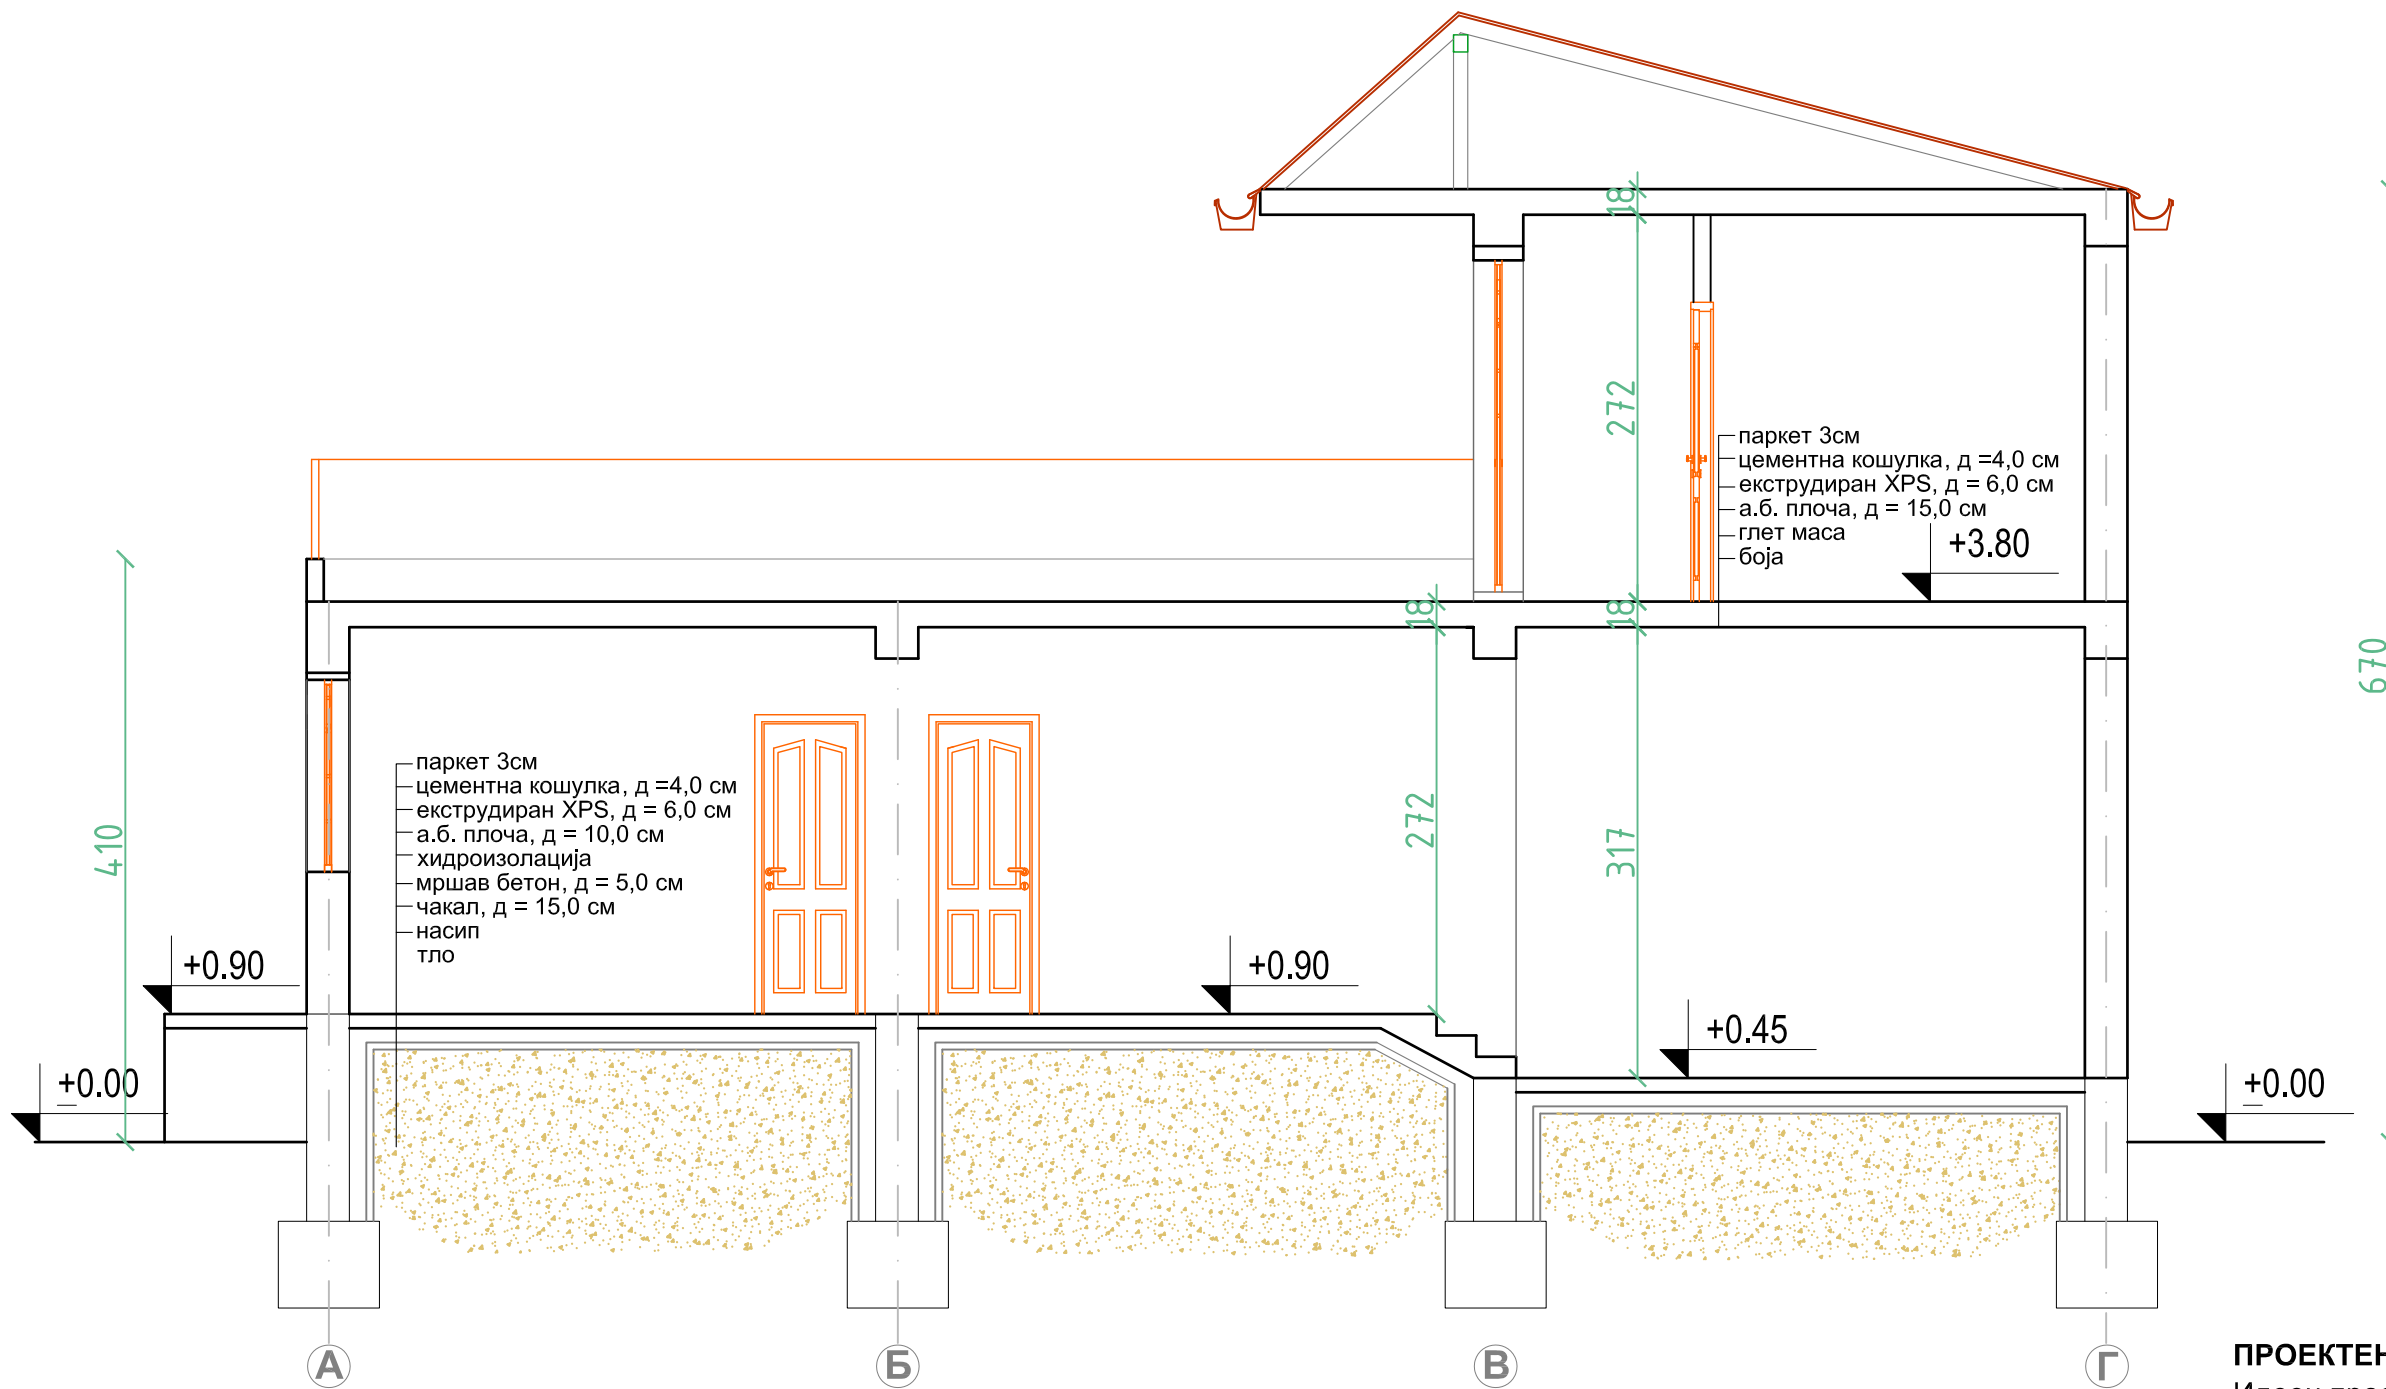 18
272
паркет 3см
цементна кошулка, д =4,0 см
екструдиран XPS, д = 6,0 см
а.б. плоча, д = 15,0 см
глет маса
боја
+3.80
18
18
670
паркет 3см
цементна кошулка, д =4,0 см
екструдиран XPS, д = 6,0 см
а.б. плоча, д = 10,0 см
хидроизолација
мршав бетон, д = 5,0 см
чакал, д = 15,0 см
насип
тло
410
272
317
+0.90
+0.90
+0.45
+0.00
+0.00
А
Б
В
Г